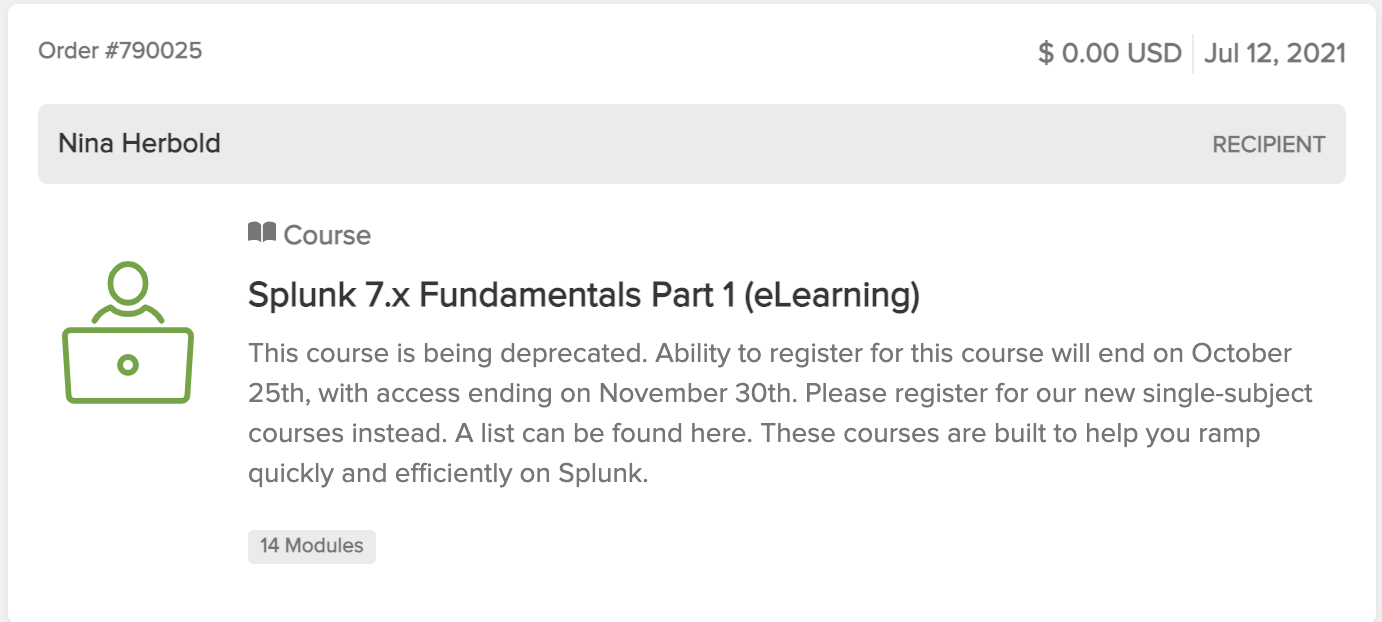 Order #790025
$ 0.00 USD
Jul 12, 2021
Nina Herbold
RECIPIENT
Course
Splunk 7.x Fundamentals Part 1 (eLearning)
This course is being deprecated. Ability to register for this course will end on October
25th, with access ending on November 30th. Please register for our new single-subject
courses instead. A list can be found here. These courses are built to help you ramp
quickly and efficiently on Splunk.
14 Modules